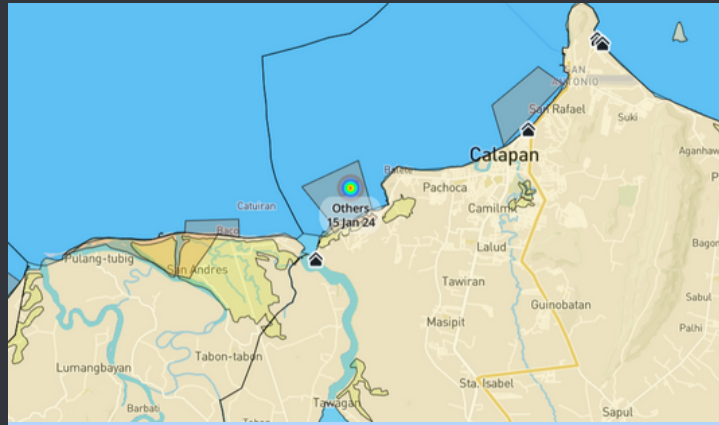 SAN
ANTONIO
San Rafael
Suki
Calapan
Aganhaw
Balete
Pachoca
Catuiran
Others
15 Jan 24
Camilmil
Baco
Lalud
Bagon
Pulang-tubig
San Andres
Tawiran
Guinobatan
Sabul
Masipit
Palhi
Tabon-tabon
Lumangbayan
Sta. Isabel
Barbati
Tawagan
Sapul